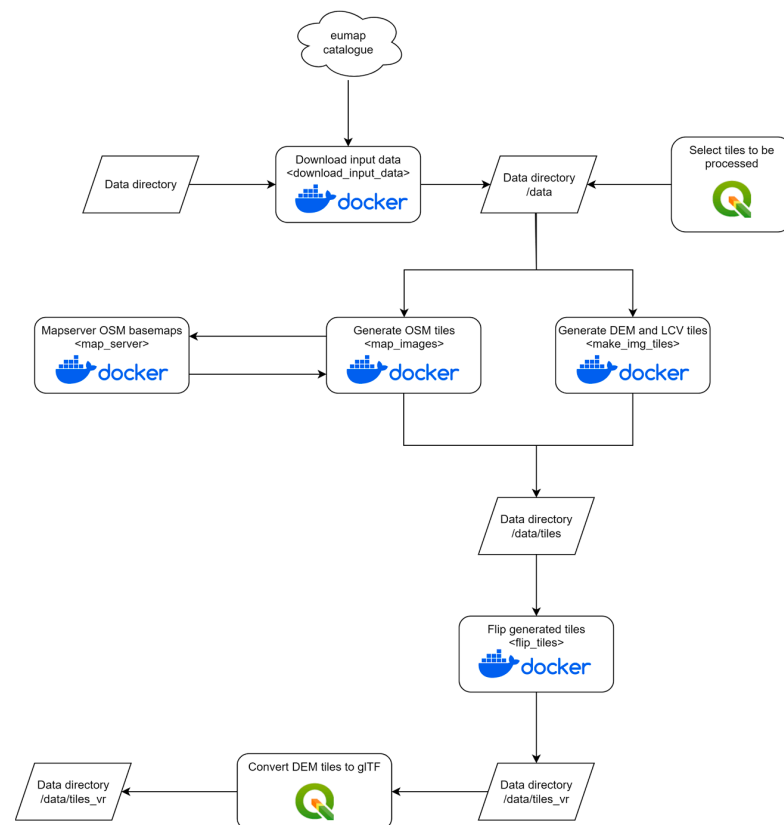 eumap
catalogue
Data directory
Download input data
<download_input_data>
docker
Data directory
/data
Select tiles to be
processed
Mapserver OSM basemaps
<map_server>
docker
Generate OSM tiles
<map_images>
docker
Generate DEM and LCV tiles
<make_img_tiles>
docker
Data directory
/data/tiles
Flip generated tiles
<flip_tiles>
docker
Data directory
/data/tiles_vr
Convert DEM tiles to glTF
Data directory
/data/tiles_vr